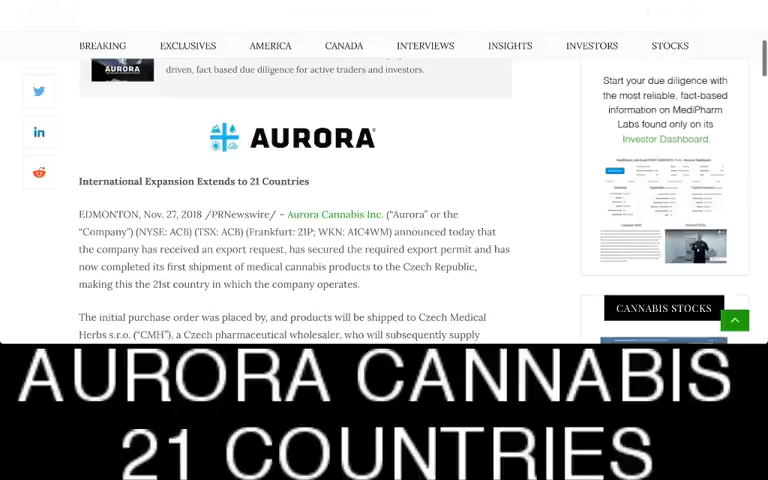 BREAKING EXCLUSIVES AMERICA CANADA INTERVIEWS INSIGHTS INVESTORS STOCKS
AURORA
driven, fact based due diligence for active traders and investors.
AURORA
International Expansion Extends to 21 Countries
EDMONTON, Nov. 27, 2018 /PRNewswire/ – Aurora Cannabis Inc. (“Aurora” or the
“Company”) (NYSE: ACB) (TSX: ACB) (Frankfurt: 21P; WKN: A1C4WM) announced today that
the company has received an export request, has secured the required export permit and has
now completed its first shipment of medical cannabis products to the Czech Republic,
making this the 21st country in which the company operates.
The initial purchase order was placed by, and products will be shipped to Czech Medical
Herbs s.r.o. (“CMH”), a Czech pharmaceutical wholesaler, who will subsequently supply
Start your due diligence with
the most reliable, fact-based
information on MediPharm
Labs found only on its
Investor Dashboard.
CANNABIS STOCKS
AURORA CANNABIS
21 COUNTRIES